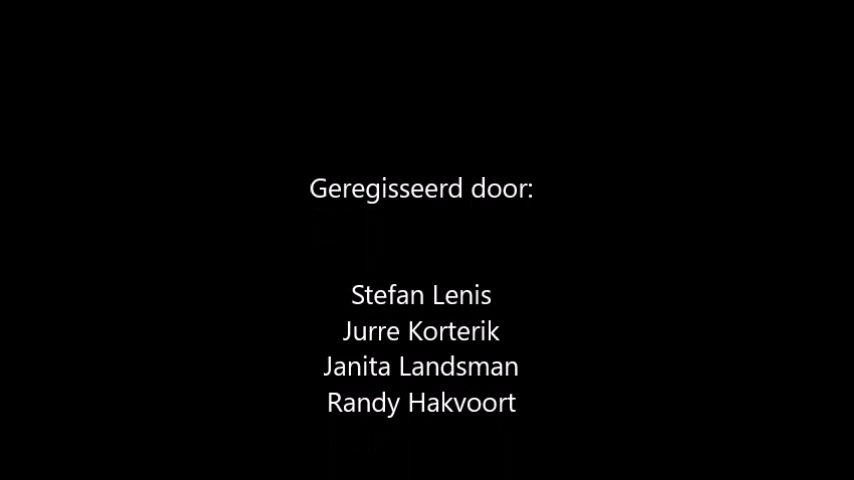 Geregisseerd door:
Stefan Lenis
Jurre Korterik
Janita Landsman
Randy Hakvoort